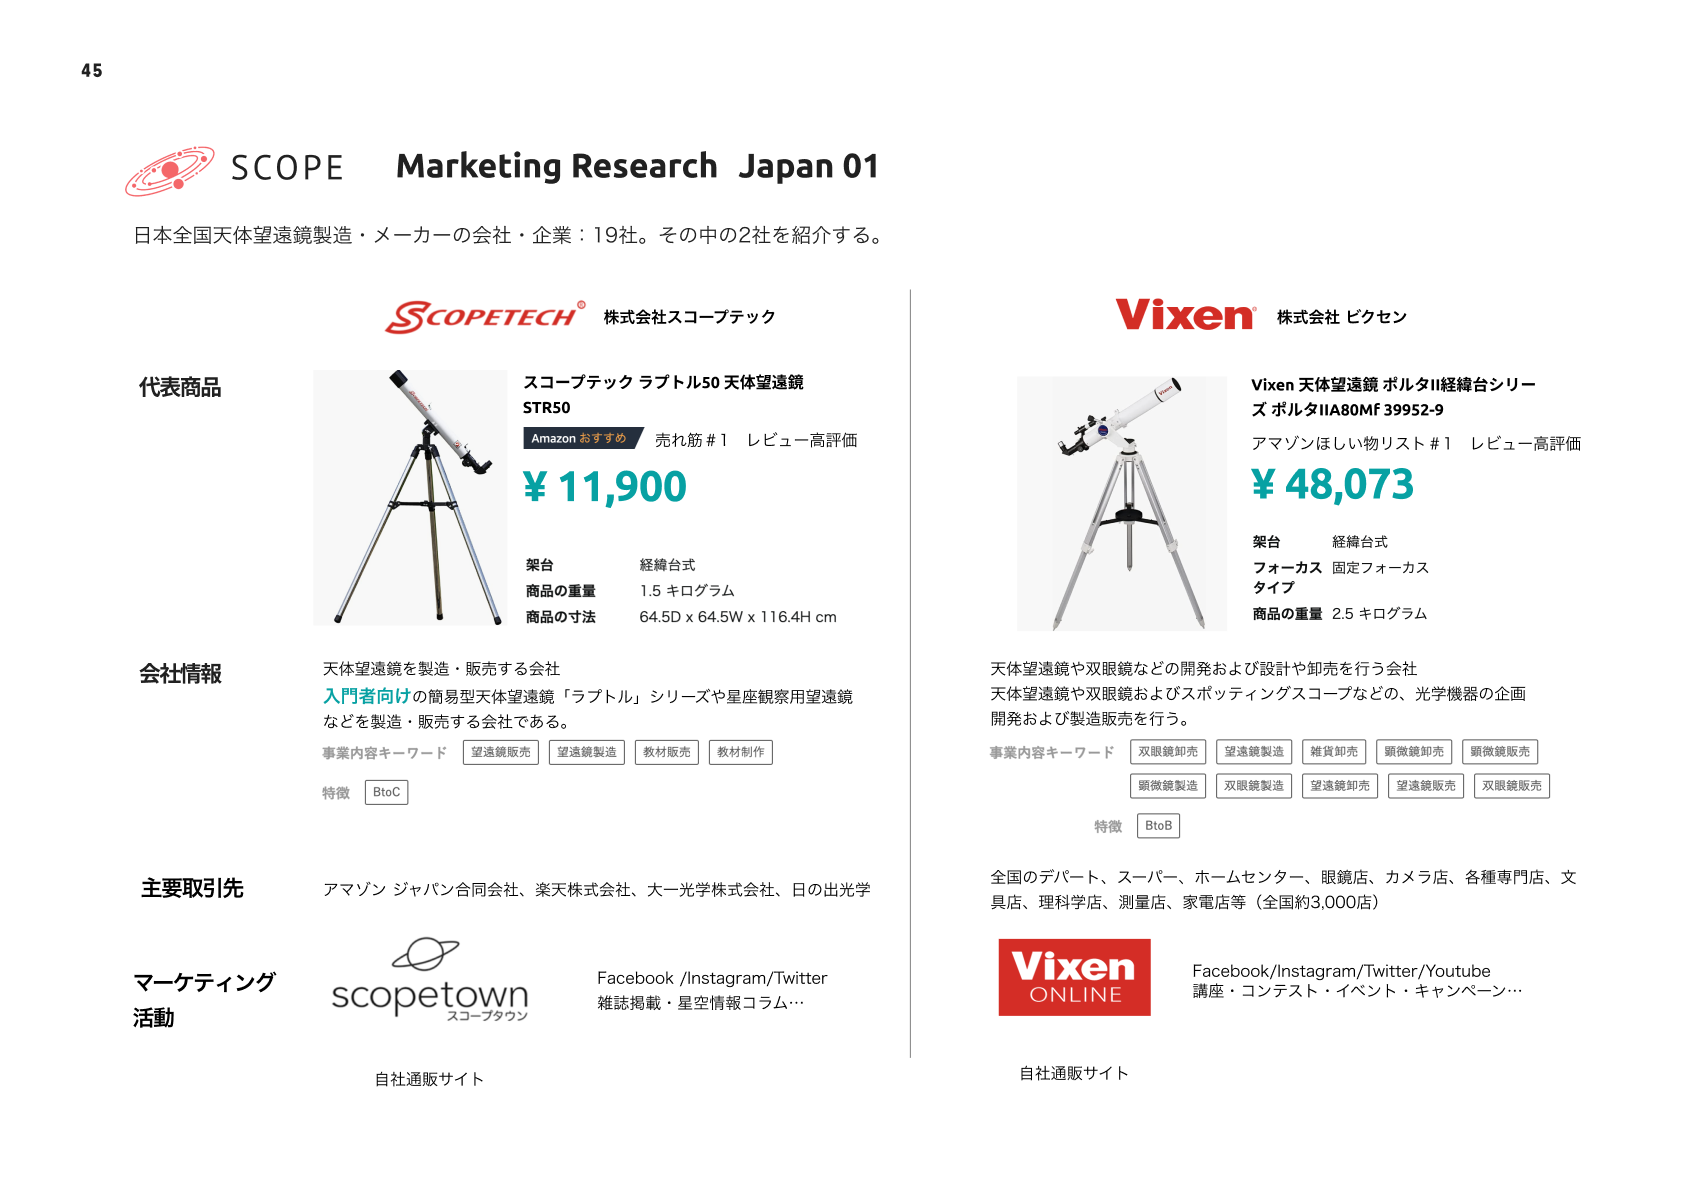 45
SCOPE
Marketing Research Japan 01
日本全国天体望遠鏡製造・メーカーの会社・企業：19社。その中の2社を紹介する。
SCOPETECH®
株式会社スコープテック
代表商品
スコープテック ラプトル50 天体望遠鏡
STR50
Amazon おすすめ
売れ筋＃1　レビュー高評価
¥ 11,900
架台 経緯台式
商品の重量 1.5 キログラム
商品の寸法 64.5D x 64.5W x 116.4H cm
会社情報
天体望遠鏡を製造・販売する会社
入門者向けの簡易型天体望遠鏡「ラプトル」シリーズや星座観察用望遠鏡
などを製造・販売する会社である。
事業内容キーワード 望遠鏡販売 望遠鏡製造 教材販売 教材制作
特徴 BtoC
主要取引先
アマゾン ジャパン合同会社、楽天株式会社、大一光学株式会社、日の出光学
マーケティング
活動
scopetown
スコープタウン
Facebook /Instagram/Twitter
雑誌掲載・星空情報コラム…
自社通販サイト
Vixen®
株式会社 ビクセン
Vixen 天体望遠鏡 ポルタII経緯台シリー
ズ ポルタIIA80Mf 39952-9
アマゾンほしい物リスト＃1　レビュー高評価
¥ 48,073
架台 経緯台式
フォーカス 固定フォーカス
タイプ
商品の重量 2.5 キログラム
天体望遠鏡や双眼鏡などの開発および設計や卸売を行う会社
天体望遠鏡や双眼鏡およびスポッティングスコープなどの、光学機器の企画
開発および製造販売を行う。
事業内容キーワード 双眼鏡卸売 望遠鏡製造 雑貨卸売 顕微鏡卸売 顕微鏡販売
顕微鏡製造 双眼鏡製造 望遠鏡卸売 望遠鏡販売 双眼鏡販売
特徴 BtoB
全国のデパート、スーパー、ホームセンター、眼鏡店、カメラ店、各種専門店、文
具店、理科学店、測量店、家電店等（全国約3,000店）
Vixen
ONLINE
Facebook/Instagram/Twitter/Youtube
講座・コンテスト・イベント・キャンペーン…
自社通販サイト